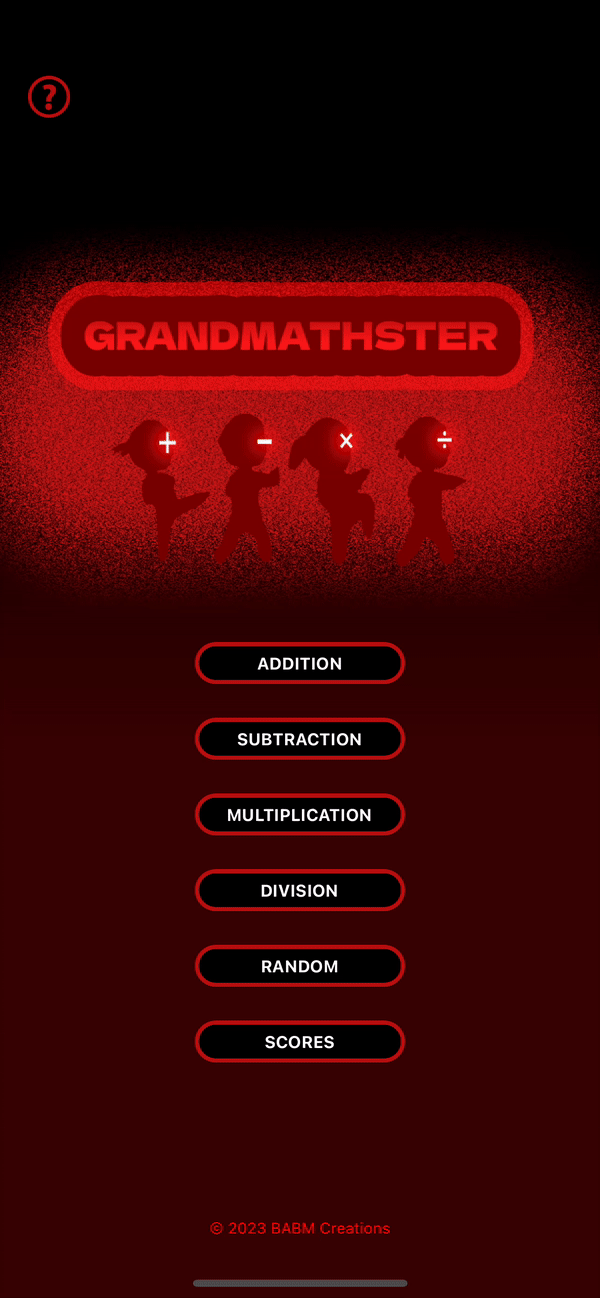 ?
GRANDMATHSTER
+ - × ÷
ADDITION
SUBTRACTION
MULTIPLICATION
DIVISION
RANDOM
SCORES
© 2023 BABM Creations